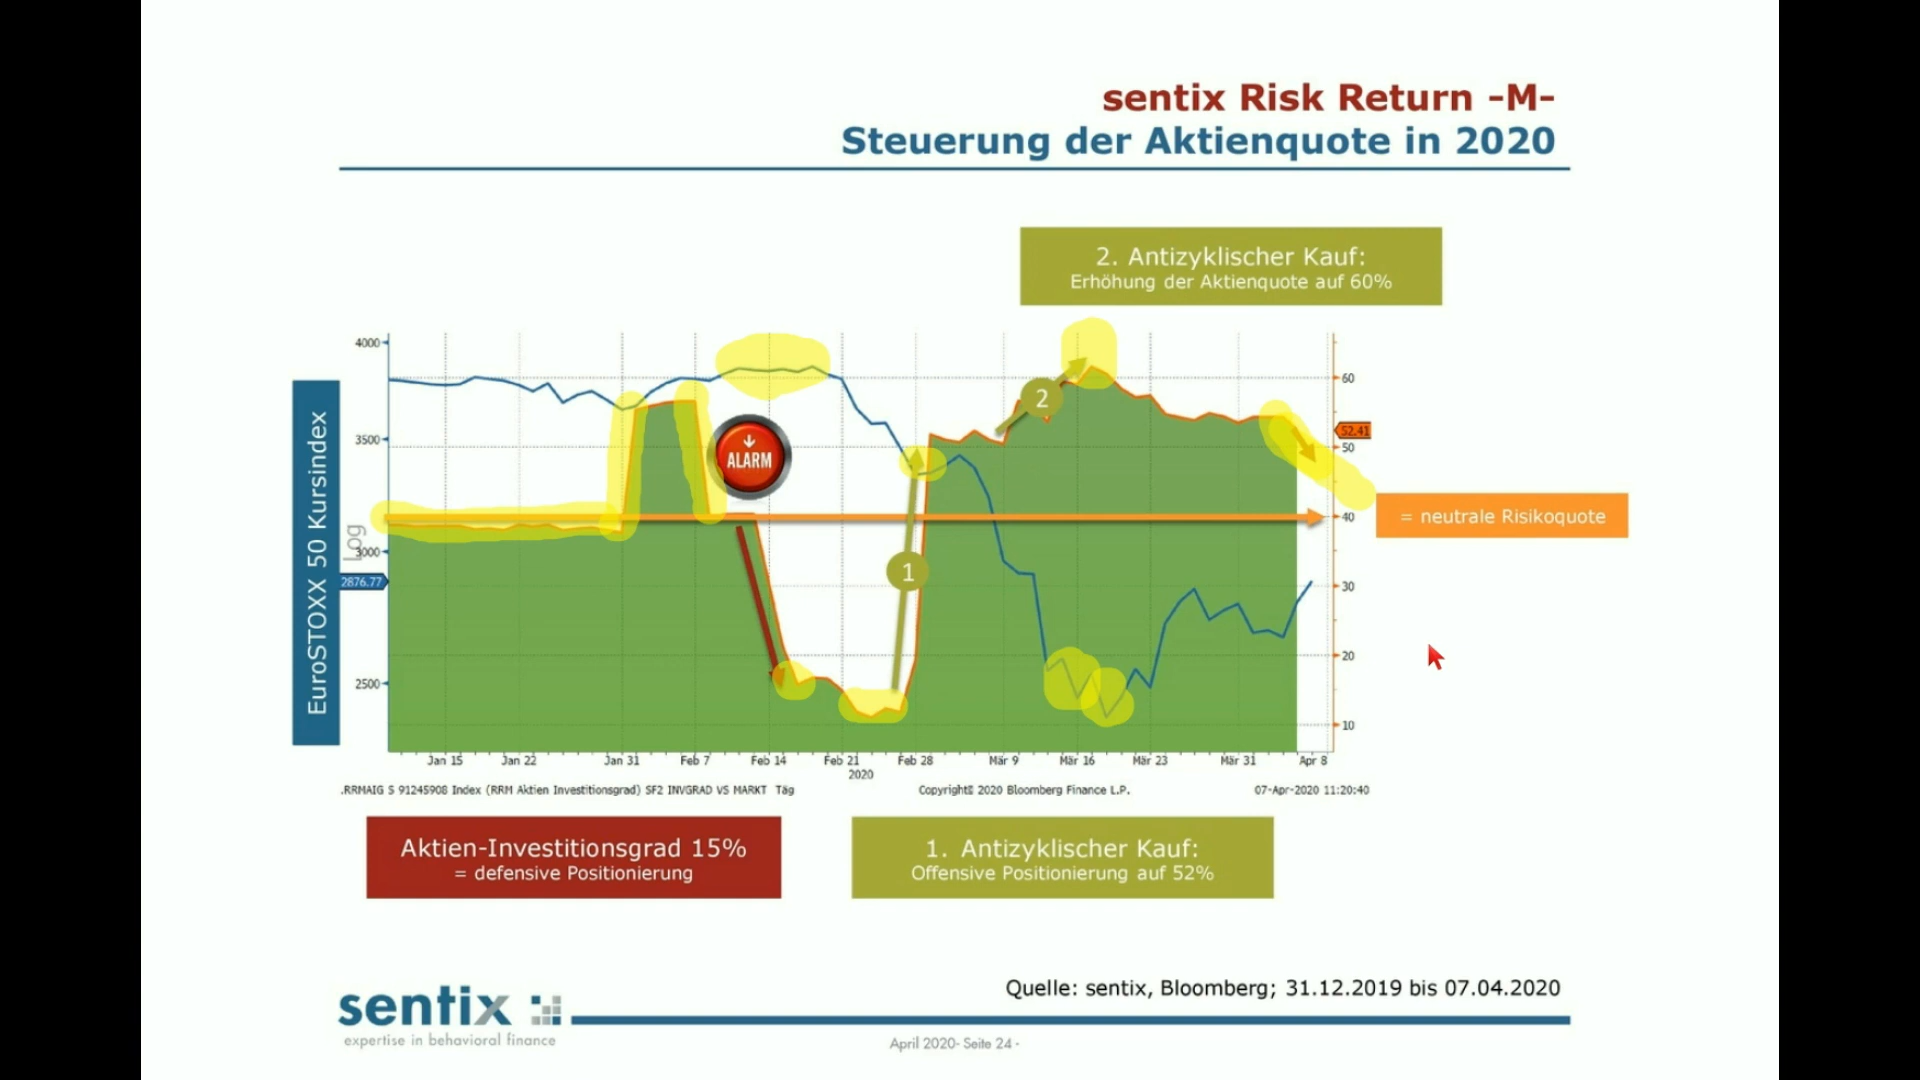 sentix Risk Return -M-
Steuerung der Aktienquote in 2020
2. Antizyklischer Kauf:
Erhöhung der Aktienquote auf 60%
EuroSTOXX 50 Kursindex
Log
4000
3500
3000
2876.77
2500
ALARM
2
1
60
52.41
50
40
30
20
10
= neutrale Risikoquote
Jan 15 Jan 22 Jan 31 Feb 7 Feb 14 Feb 21 Feb 28 Mär 9 Mär 16 Mär 23 Mär 31 Apr 8
2020
.RRMAIG S 91245908 Index (RRM Aktien Investitionsgrad) SF2 INVGRAD VS MARKT Täg
Copyright© 2020 Bloomberg Finance L.P.
07-Apr-2020 11:20:40
Aktien-Investitionsgrad 15%
= defensive Positionierung
1. Antizyklischer Kauf:
Offensive Positionierung auf 52%
Quelle: sentix, Bloomberg; 31.12.2019 bis 07.04.2020
sentix
expertise in behavioral finance
April 2020- Seite 24 -